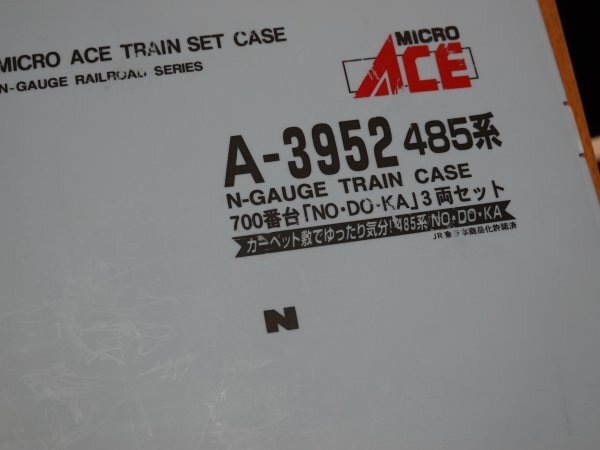 MICRO ACE TRAIN SET CASE
N-GAUGE RAILROAD SERIES
MICRO
ACE
A-3952 485系
N-GAUGE TRAIN CASE
700番台「NO・DO・KA」3両セット
カーペット敷でゆったり気分! 485系 NO・DO・KA
JR東日本商品化許諾済
N